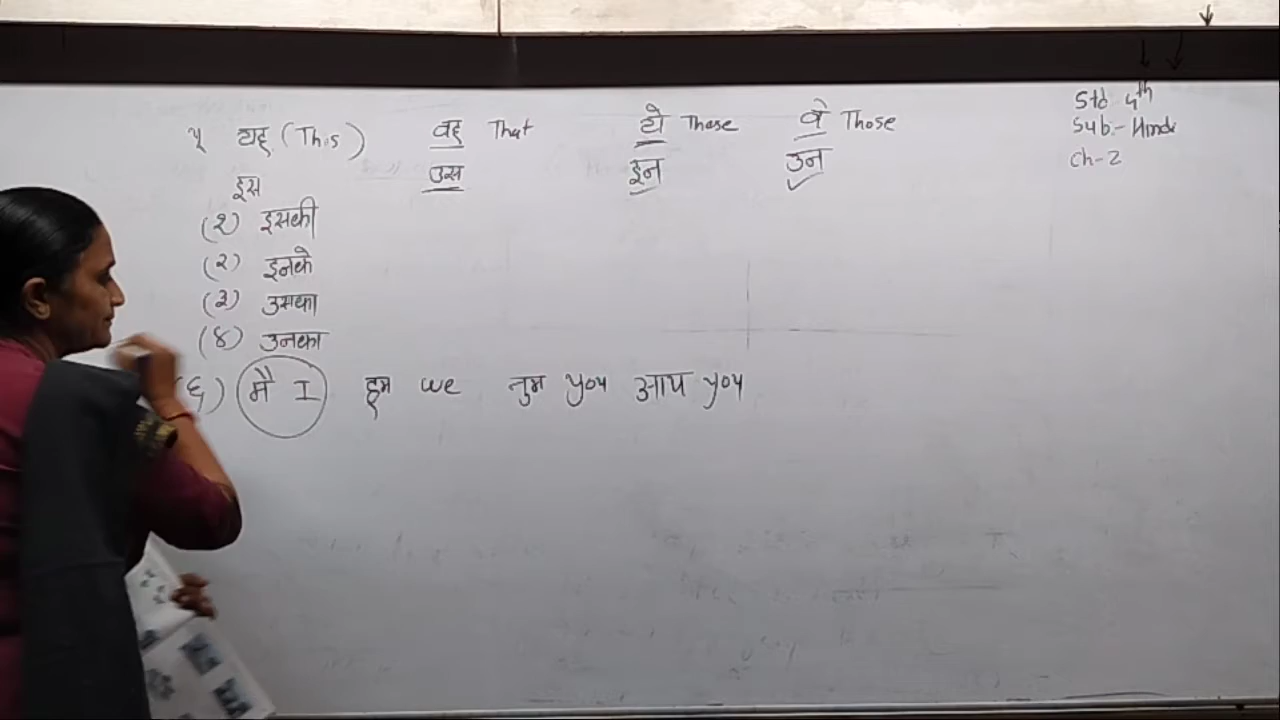 ५ यह (This) वह That ये These वे Those
इस उस इन उन
(१) इसकी
(२) इनके
(३) उसका
(४) उनका
६) मै I हम we तुम you आप you
Std 4th
Sub:- Hindi
Ch-2